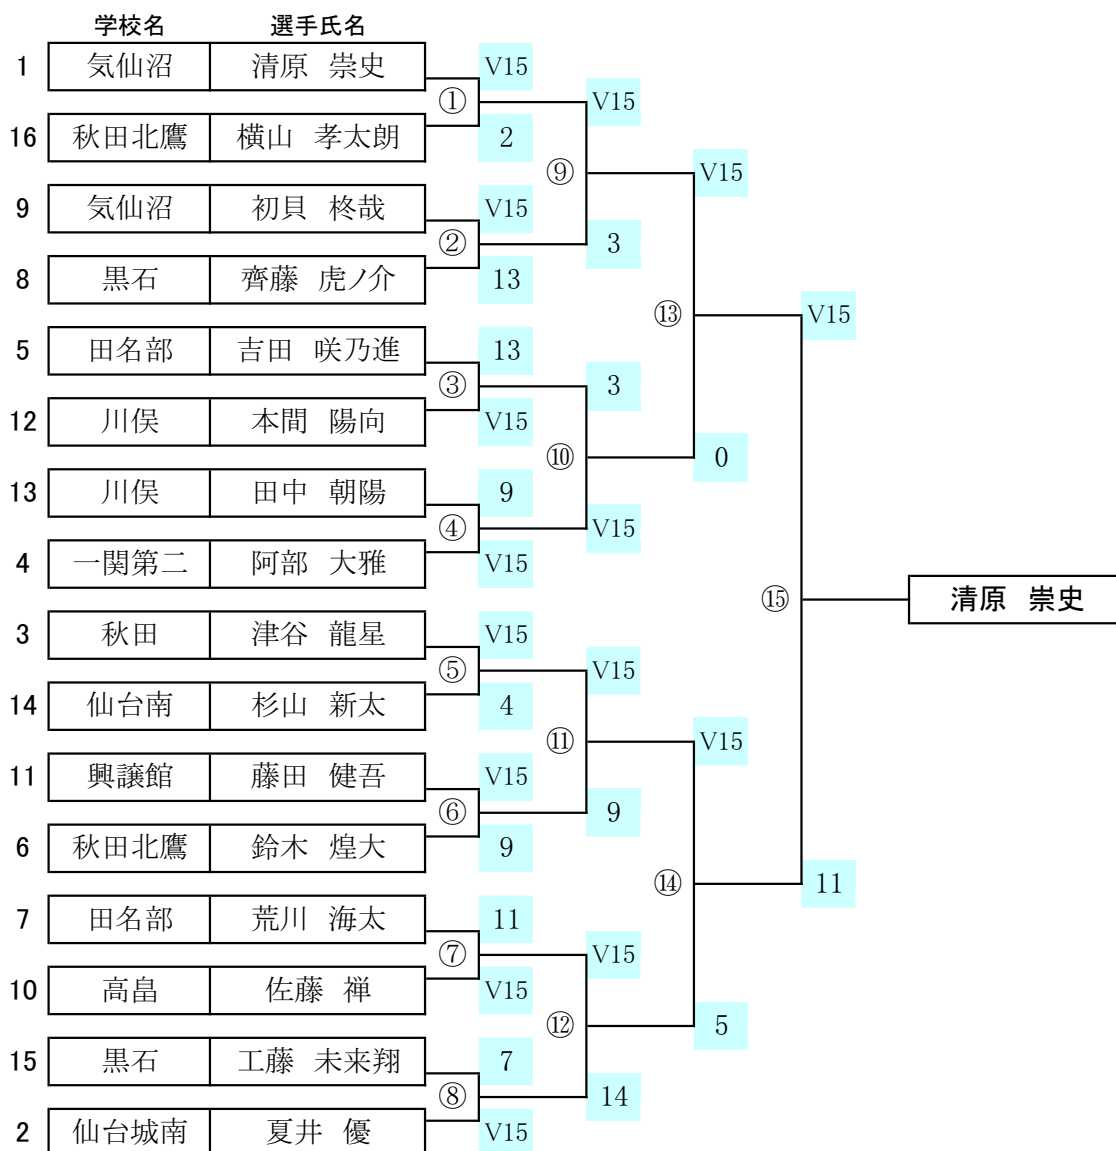 学校名 選手氏名
1 気仙沼 清原 崇史 V15
① V15
16 秋田北鷹 横山 孝太朗 2
⑨ V15
9 気仙沼 初貝 柊哉 V15
② 3
8 黒石 齊藤 虎ノ介 13
⑬ V15
5 田名部 吉田 咲乃進 13
③ 3
12 川俣 本間 陽向 V15
⑩ 0
13 川俣 田中 朝陽 9
④ V15
4 一関第二 阿部 大雅 V15
⑮ 清原 崇史
3 秋田 津谷 龍星 V15
⑤ V15
14 仙台南 杉山 新太 4
⑪ V15
11 興譲館 藤田 健吾 V15
⑥ 9
6 秋田北鷹 鈴木 煌大 9
⑭ 11
7 田名部 荒川 海太 11
⑦ V15
10 高畠 佐藤 禅 V15
⑫ 5
15 黒石 工藤 未来翔 7
⑧ 14
2 仙台城南 夏井 優 V15